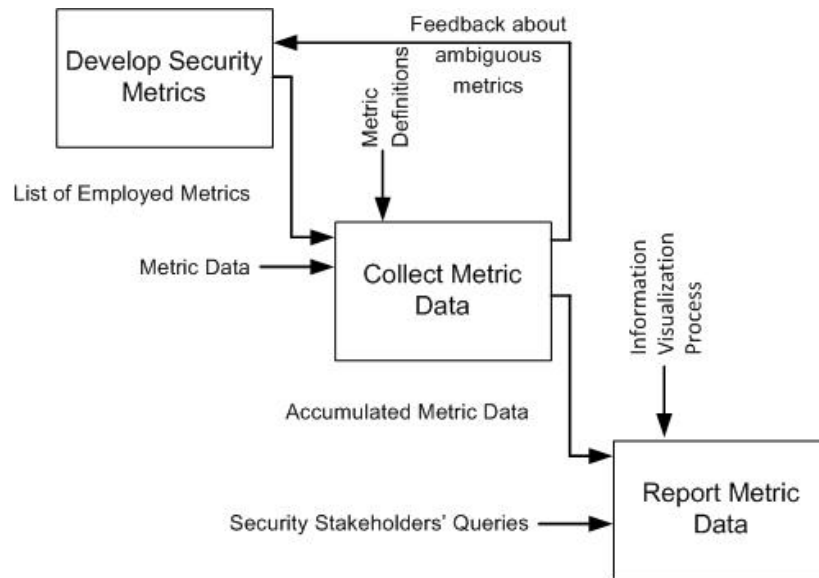 Feedback about
ambiguous
metrics
Develop Security
Metrics
Metric
Definitions
List of Employed Metrics
Metric Data
Collect Metric
Data
Information
Visualization
Process
Accumulated Metric Data
Report Metric
Data
Security Stakeholders' Queries